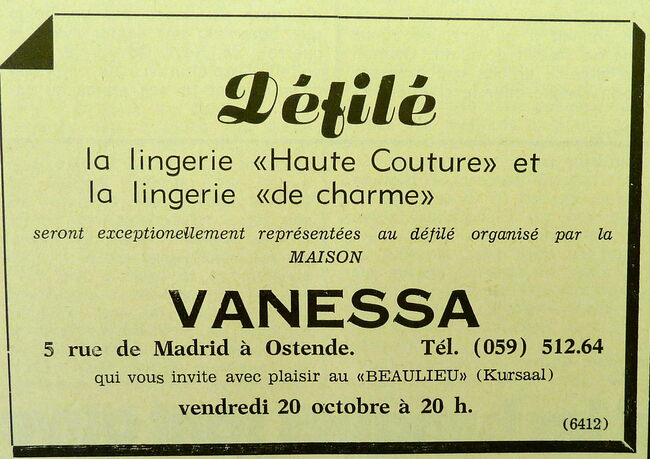 Défilé
la lingerie «Haute Couture» et
la lingerie «de charme»
seront exceptionellement représentées au défilé organisé par la
MAISON
VANESSA
5 rue de Madrid à Ostende. Tél. (059) 512.64
qui vous invite avec plaisir au «BEAULIEU» (Kursaal)
vendredi 20 octobre à 20 h.
(6412)